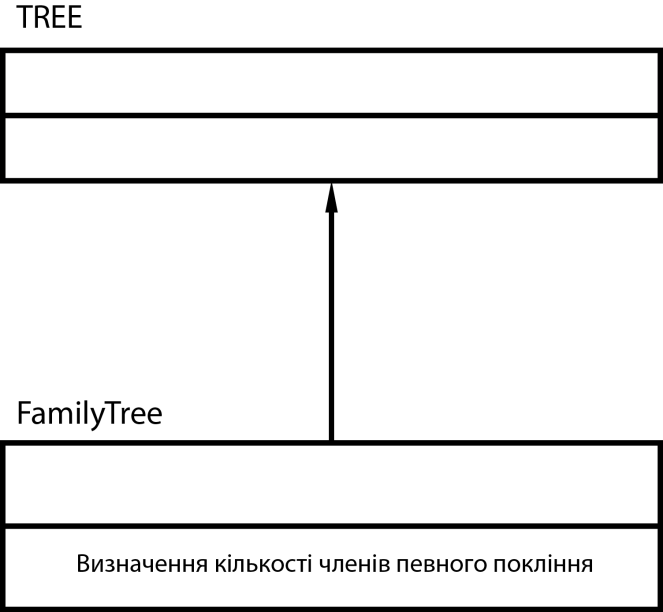 TREE
FamilyTree
Визначення кількості членів певного покління